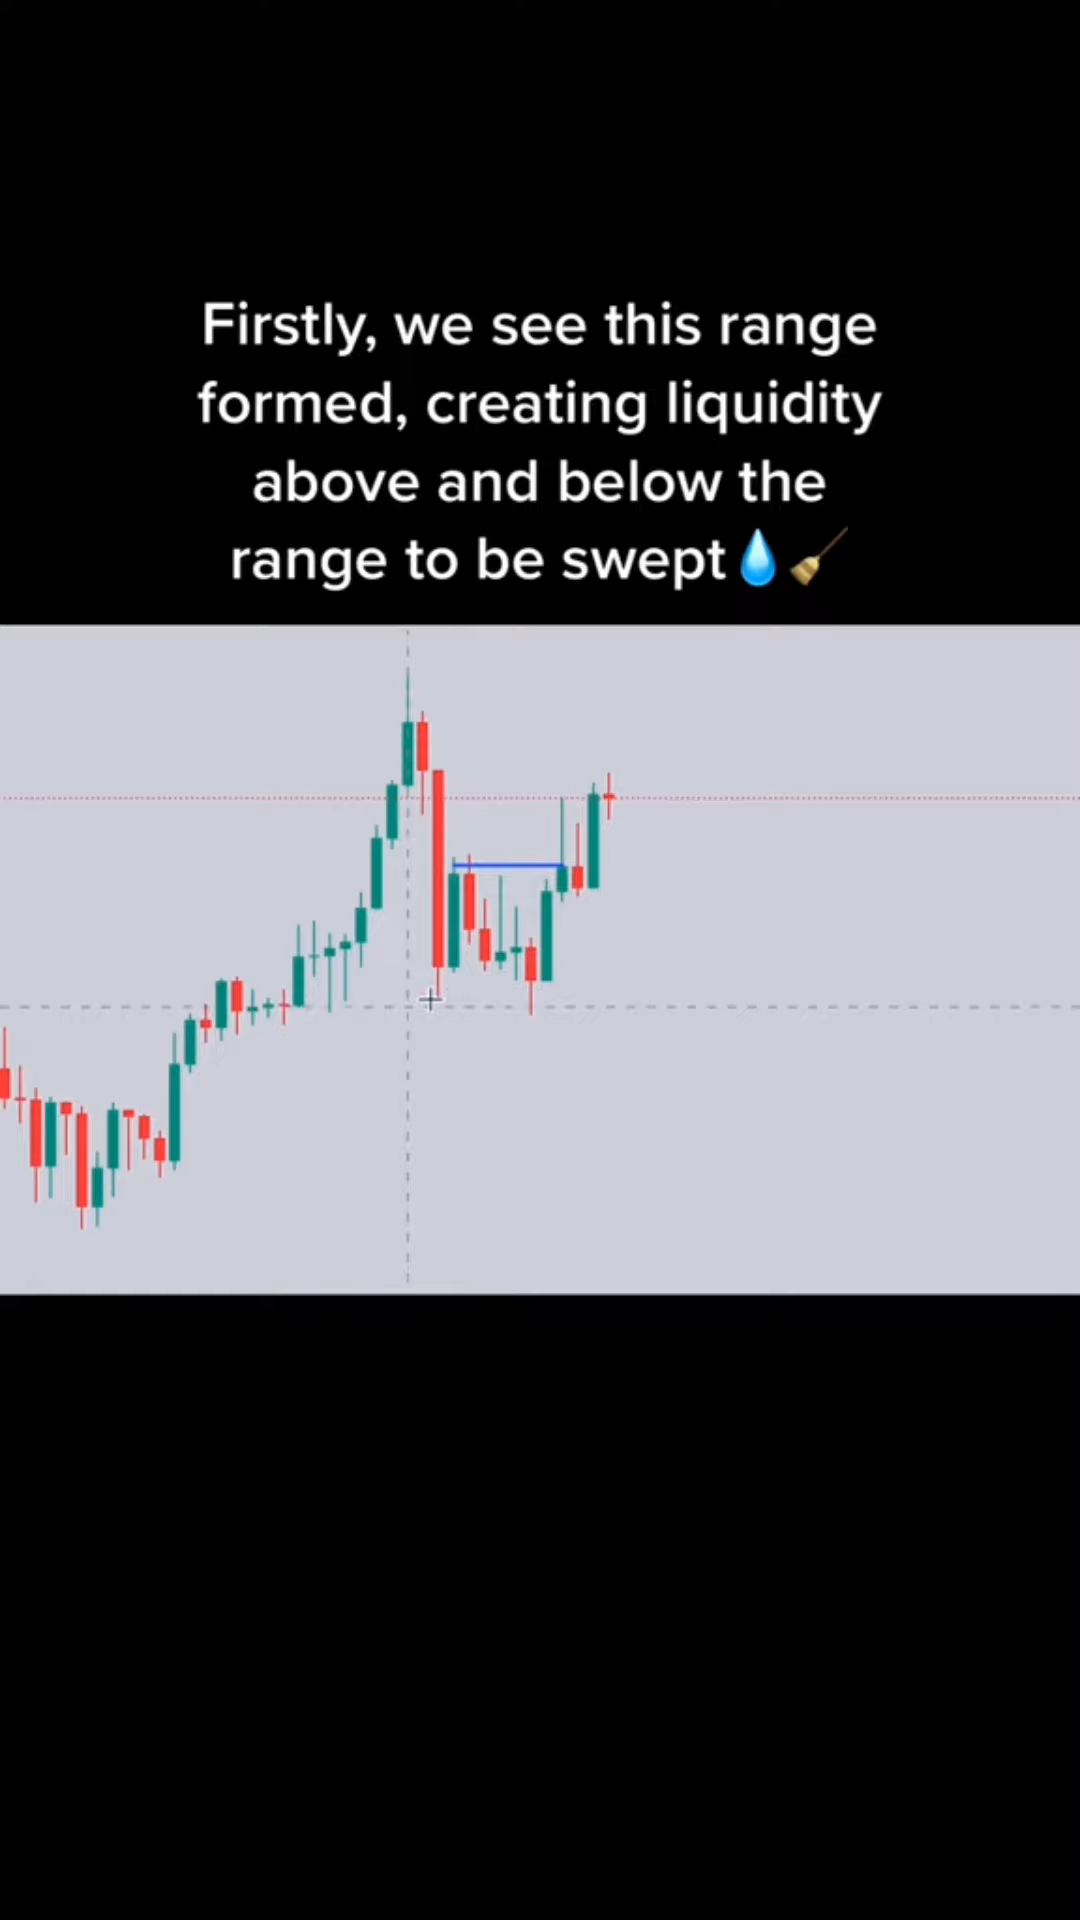 Firstly, we see this range
formed, creating liquidity
above and below the
range to be swept💧🧹